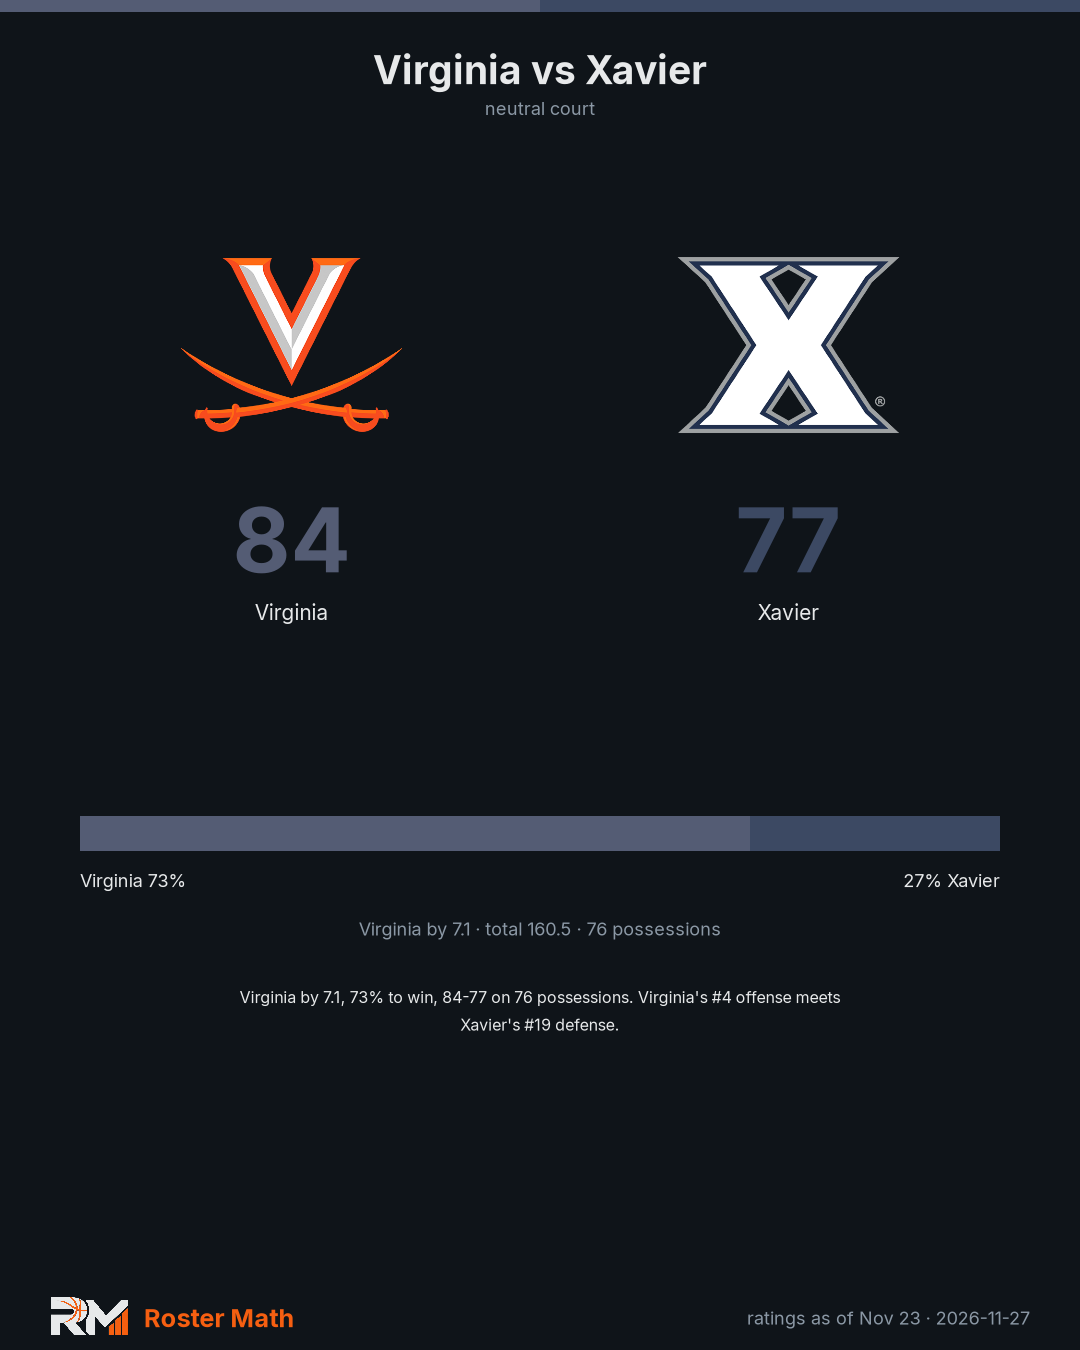 Virginia vs Xavier
neutral court
V
X
®
84
77
Virginia
Xavier
Virginia 73%
27% Xavier
Virginia by 7.1 · total 160.5 · 76 possessions
Virginia by 7.1, 73% to win, 84-77 on 76 possessions. Virginia's #4 offense meets
Xavier's #19 defense.
RM Roster Math
ratings as of Nov 23 · 2026-11-27